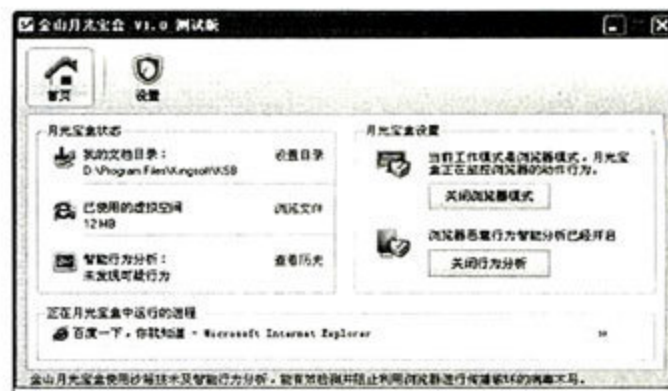 金山月光宝盒 V1.0 测试版
首页
设置
月光宝盒状态
我的文档目录：
设置目录
D:\Program Files\Kingsoft\KSB
已使用的虚拟空间
浏览文件
12 MB
智能行为分析：
查看历史
未发现可疑行为
月光宝盒设置
当前工作模式是浏览器模式，月光宝
盒正在监控浏览器的动作行为。
关闭浏览器模式
浏览器恶意行为智能分析已经开启
关闭行为分析
正在月光宝盒中运行的进程
百度一下，你就知道 - Microsoft Internet Explorer
金山月光宝盒使用沙箱技术及智能行为分析，能有效检测并阻止利用浏览器进行传播感染的病毒木马。